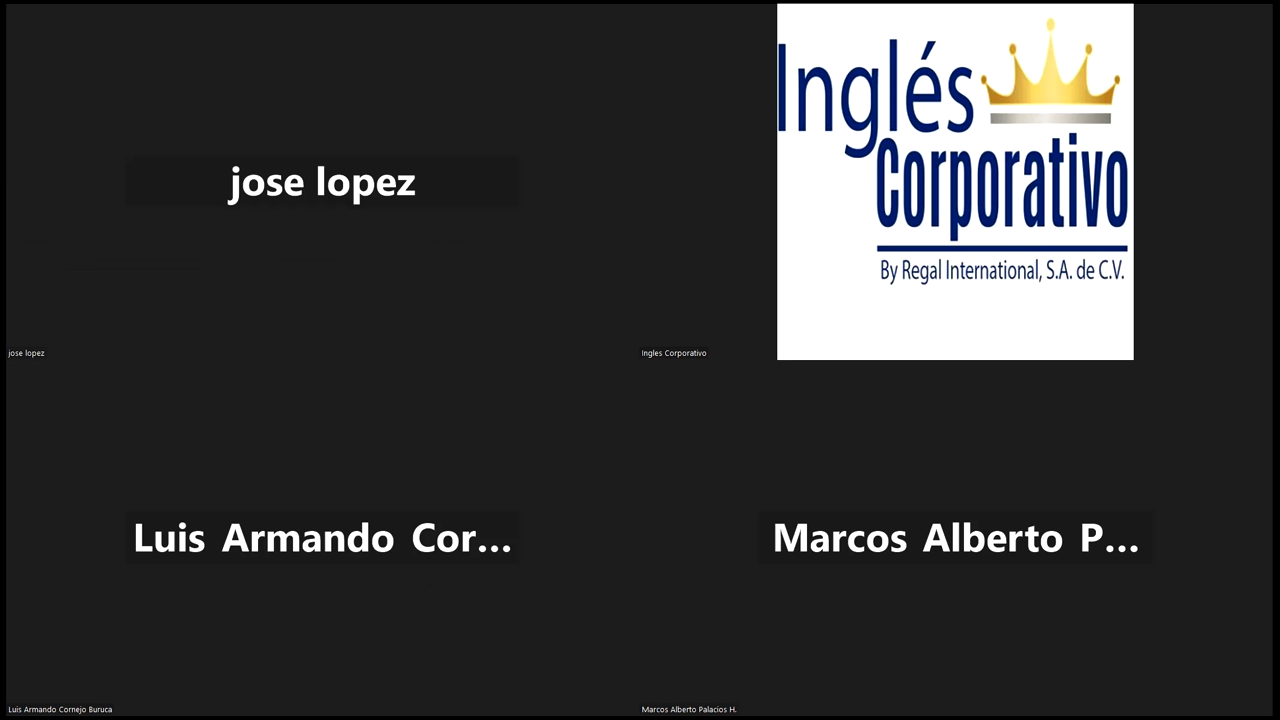 jose lopez
jose lopez
Inglés
Corporativo
By Regal International, S.A. de C.V.
Ingles Corporativo
Luis Armando Cor...
Luis Armando Cornejo Buruca
Marcos Alberto P...
Marcos Alberto Palacios H.